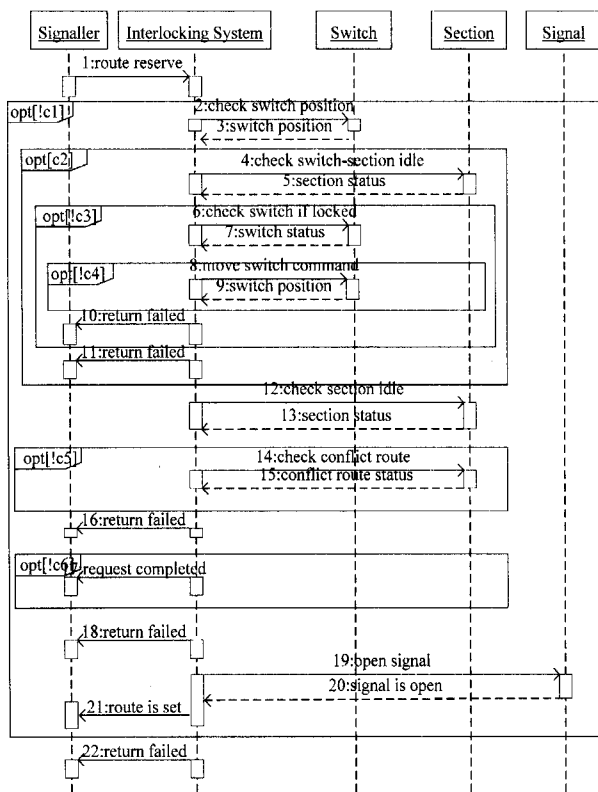 Signaller
Interlocking System
Switch
Section
Signal
1:route reserve
opt[!c1]
2:check switch position
3:switch position
opt[c2]
4:check switch-section idle
5:section status
opt[!c3]
6:check switch if locked
7:switch status
opt[!c4]
8:move switch command
9:switch position
10:return failed
11:return failed
12:check section idle
13:section status
opt[!c5]
14:check conflict route
15:conflict route status
16:return failed
opt[!c6]
request completed
18:return failed
19:open signal
20:signal is open
21:route is set
22:return failed